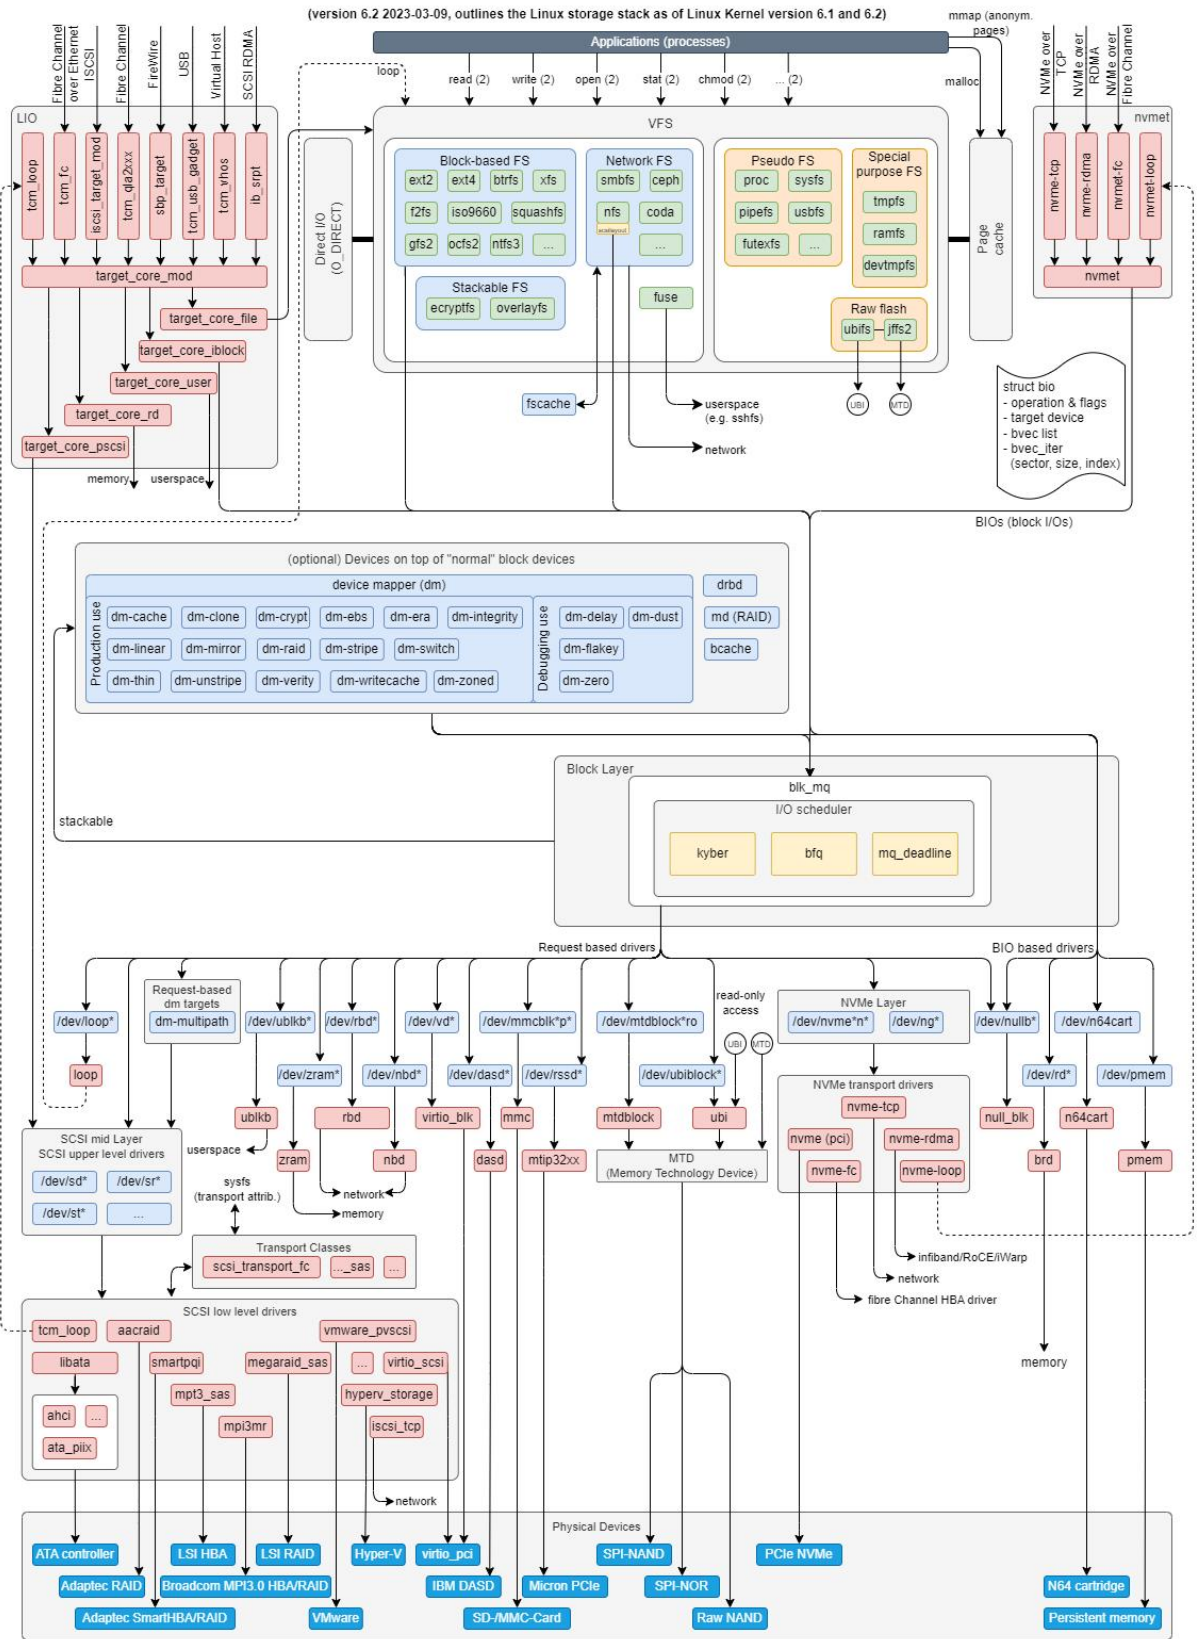 (version 6.2 2023-03-09, outlines the Linux storage stack as of Linux Kernel version 6.1 and 6.2)
mmap (anonym.
pages)
Applications (processes)
Fibre Channel
over Ethernet
ISCSI
Fibre Channel
FireWire
USB
Virtual Host
SCSI RDMA
loop
read (2)
write (2)
open (2)
stat (2)
chmod (2)
... (2)
malloc
NVMe over
TCP
NVMe over
RDMA
NVMe over
Fibre Channel
LIO
tcm_loop
tcm_fc
iscsi_target_mod
tcm_qla2xxx
sbp_target
tcm_usb_gadget
tcm_vhos
ib_srpt
target_core_mod
target_core_file
target_core_iblock
target_core_user
target_core_rd
target_core_pscsi
memory
userspace
Direct I/O
(O_DIRECT)
VFS
Block-based FS
ext2
ext4
btrfs
xfs
f2fs
iso9660
squashfs
gfs2
ocfs2
ntfs3
...
Stackable FS
ecryptfs
overlayfs
Network FS
smbfs
ceph
nfs
coda
...
fuse
Pseudo FS
proc
sysfs
pipefs
usbfs
futexfs
...
Special
purpose FS
tmpfs
ramfs
devtmpfs
Raw flash
ubifs
jffs2
Page
cache
nvmet
nvme-tcp
nvme-rdma
nvmet-fc
nvmet-loop
nvmet
fscache
userspace
(e.g. sshfs)
network
UBI
MTD
struct bio
- operation & flags
- target device
- bvec list
- bvec_iter
(sector, size, index)
BIOs (block I/Os)
(optional) Devices on top of "normal" block devices
device mapper (dm)
Production use
dm-cache
dm-clone
dm-crypt
dm-ebs
dm-era
dm-integrity
dm-linear
dm-mirror
dm-raid
dm-stripe
dm-switch
dm-thin
dm-unstripe
dm-verity
dm-writecache
dm-zoned
Debugging use
dm-delay
dm-dust
dm-flakey
dm-zero
drbd
md (RAID)
bcache
Block Layer
blk_mq
I/O scheduler
kyber
bfq
mq_deadline
stackable
Request based drivers
BIO based drivers
/dev/loop*
loop
Request-based
dm targets
dm-multipath
/dev/ublkb*
/dev/rbd*
/dev/vd*
/dev/mmcblk*p*
/dev/mtdblock*ro
read-only
access
UBI
MTD
NVMe Layer
/dev/nvme*n*
/dev/ng*
/dev/nullb*
/dev/n64cart
/dev/zram*
/dev/nbd*
/dev/dasd*
/dev/rssd*
/dev/ubiblock*
/dev/rd*
/dev/pmem
ublkb
rbd
virtio_blk
mmc
mtdblock
ubi
null_blk
n64cart
userspace
zram
nbd
dasd
mtip32xx
MTD
(Memory Technology Device)
brd
pmem
network
memory
NVMe transport drivers
nvme-tcp
nvme (pci)
nvme-rdma
nvme-fc
nvme-loop
infiband/RoCE/iWarp
network
fibre Channel HBA driver
memory
SCSI mid Layer
SCSI upper level drivers
/dev/sd*
/dev/sr*
/dev/st*
...
sysfs
(transport attrib.)
Transport Classes
scsi_transport_fc
..._sas
...
SCSI low level drivers
tcm_loop
aacraid
vmware_pvscsi
libata
smartpqi
megaraid_sas
...
virtio_scsi
ahci
...
mpt3_sas
hyperv_storage
ata_piix
mpi3mr
iscsi_tcp
network
Physical Devices
ATA controller
LSI HBA
LSI RAID
Hyper-V
virtio_pci
SPI-NAND
PCIe NVMe
Adaptec RAID
Broadcom MPI3.0 HBA/RAID
IBM DASD
Micron PCIe
SPI-NOR
N64 cartridge
Adaptec SmartHBA/RAID
VMware
SD-/MMC-Card
Raw NAND
Persistent memory